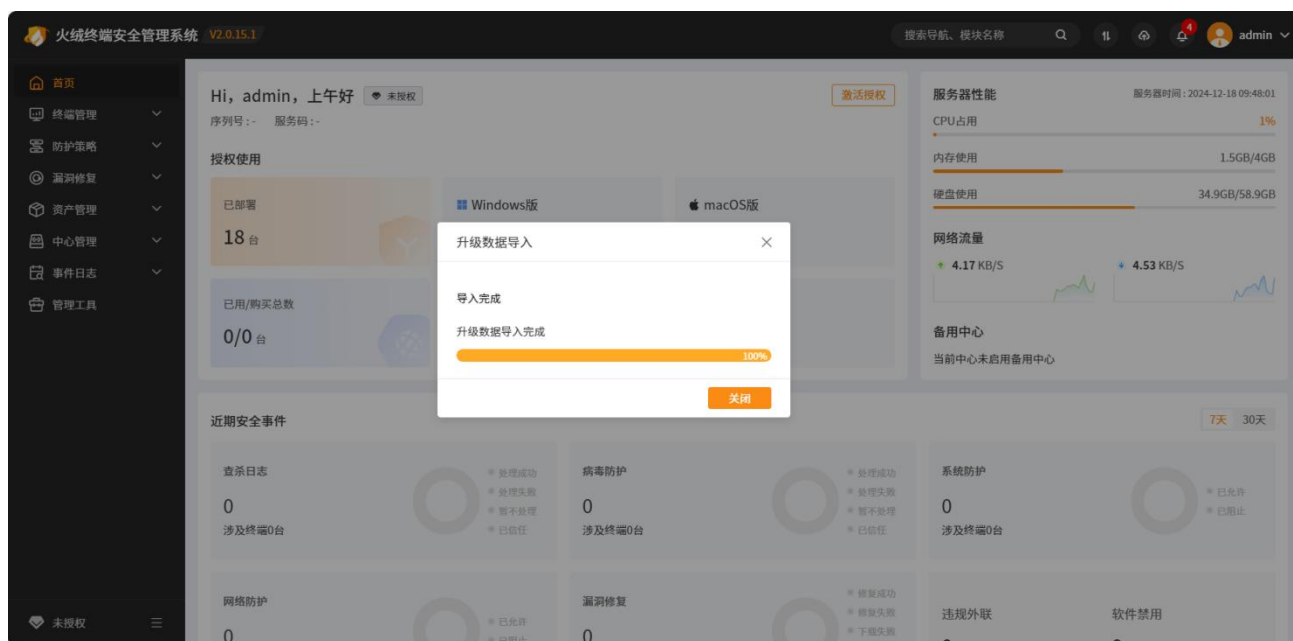 火绒终端安全管理系统 V2.0.15.1
搜索导航、模块名称
4
admin
首页
终端管理
防护策略
漏洞修复
资产管理
中心管理
事件日志
管理工具
未授权
Hi，admin，上午好 未授权
激活授权
序列号：- 服务码：-
授权使用
已部署
18 台
Windows版
macOS版
已用/购买总数
0/0 台
升级数据导入
导入完成
升级数据导入完成
100%
关闭
服务器性能
服务器时间：2024-12-18 09:48:01
CPU占用 1%
内存使用 1.5GB/4GB
硬盘使用 34.9GB/58.9GB
网络流量
4.17 KB/S 4.53 KB/S
备用中心
当前中心未启用备用中心
近期安全事件
7天 30天
查杀日志
0
涉及终端0台
处理成功
处理失败
暂不处理
已信任
病毒防护
0
涉及终端0台
处理成功
处理失败
暂不处理
已信任
系统防护
0
涉及终端0台
已允许
已阻止
网络防护
0
已允许
漏洞修复
0
修复成功
修复失败
下载失败
违规外联
软件禁用